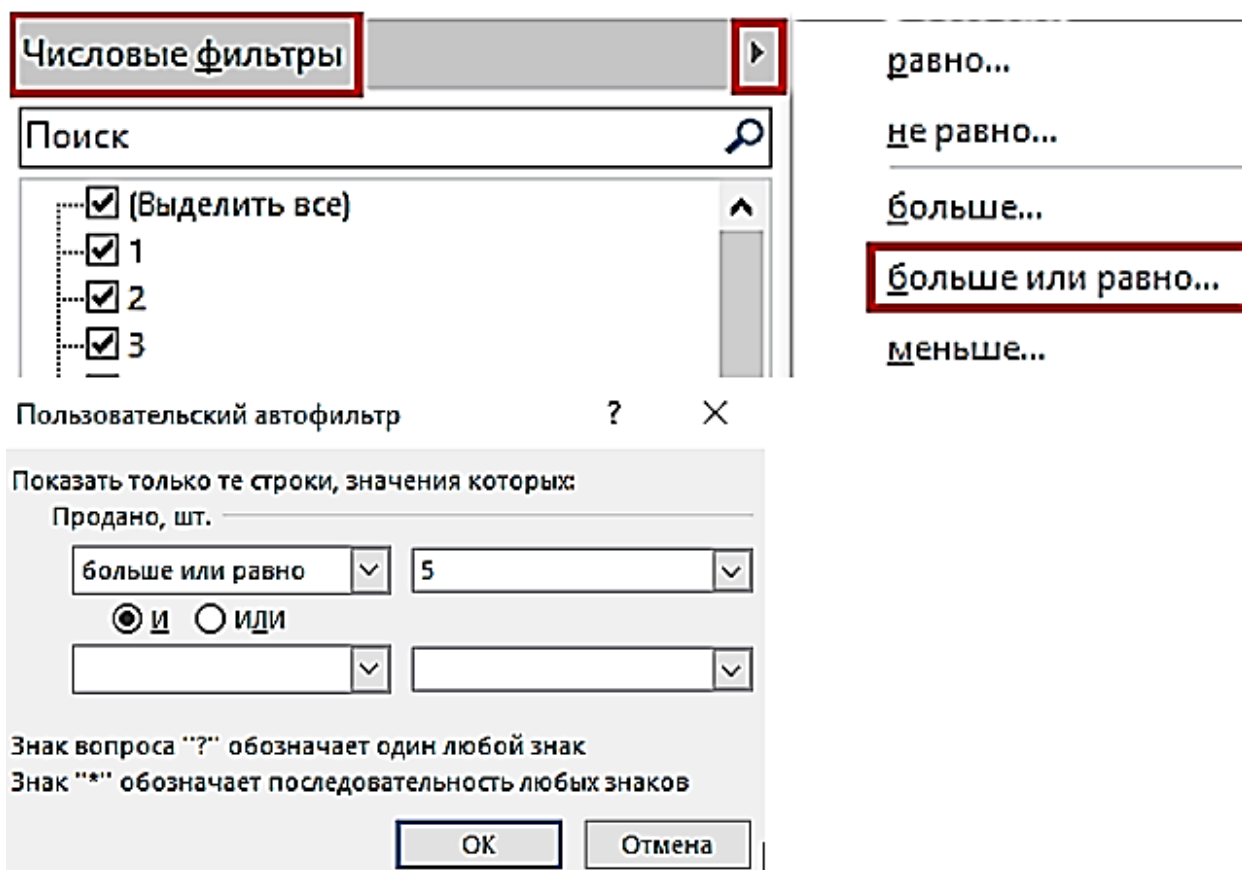 Числовые фильтры
Поиск
(Выделить все)
1
2
3
равно...
не равно...
больше...
больше или равно...
меньше...
Пользовательский автофильтр ? ×
Показать только те строки, значения которых:
Продано, шт.
больше или равно 5
И ИЛИ
Знак вопроса "?" обозначает один любой знак
Знак "*" обозначает последовательность любых знаков
ОК Отмена